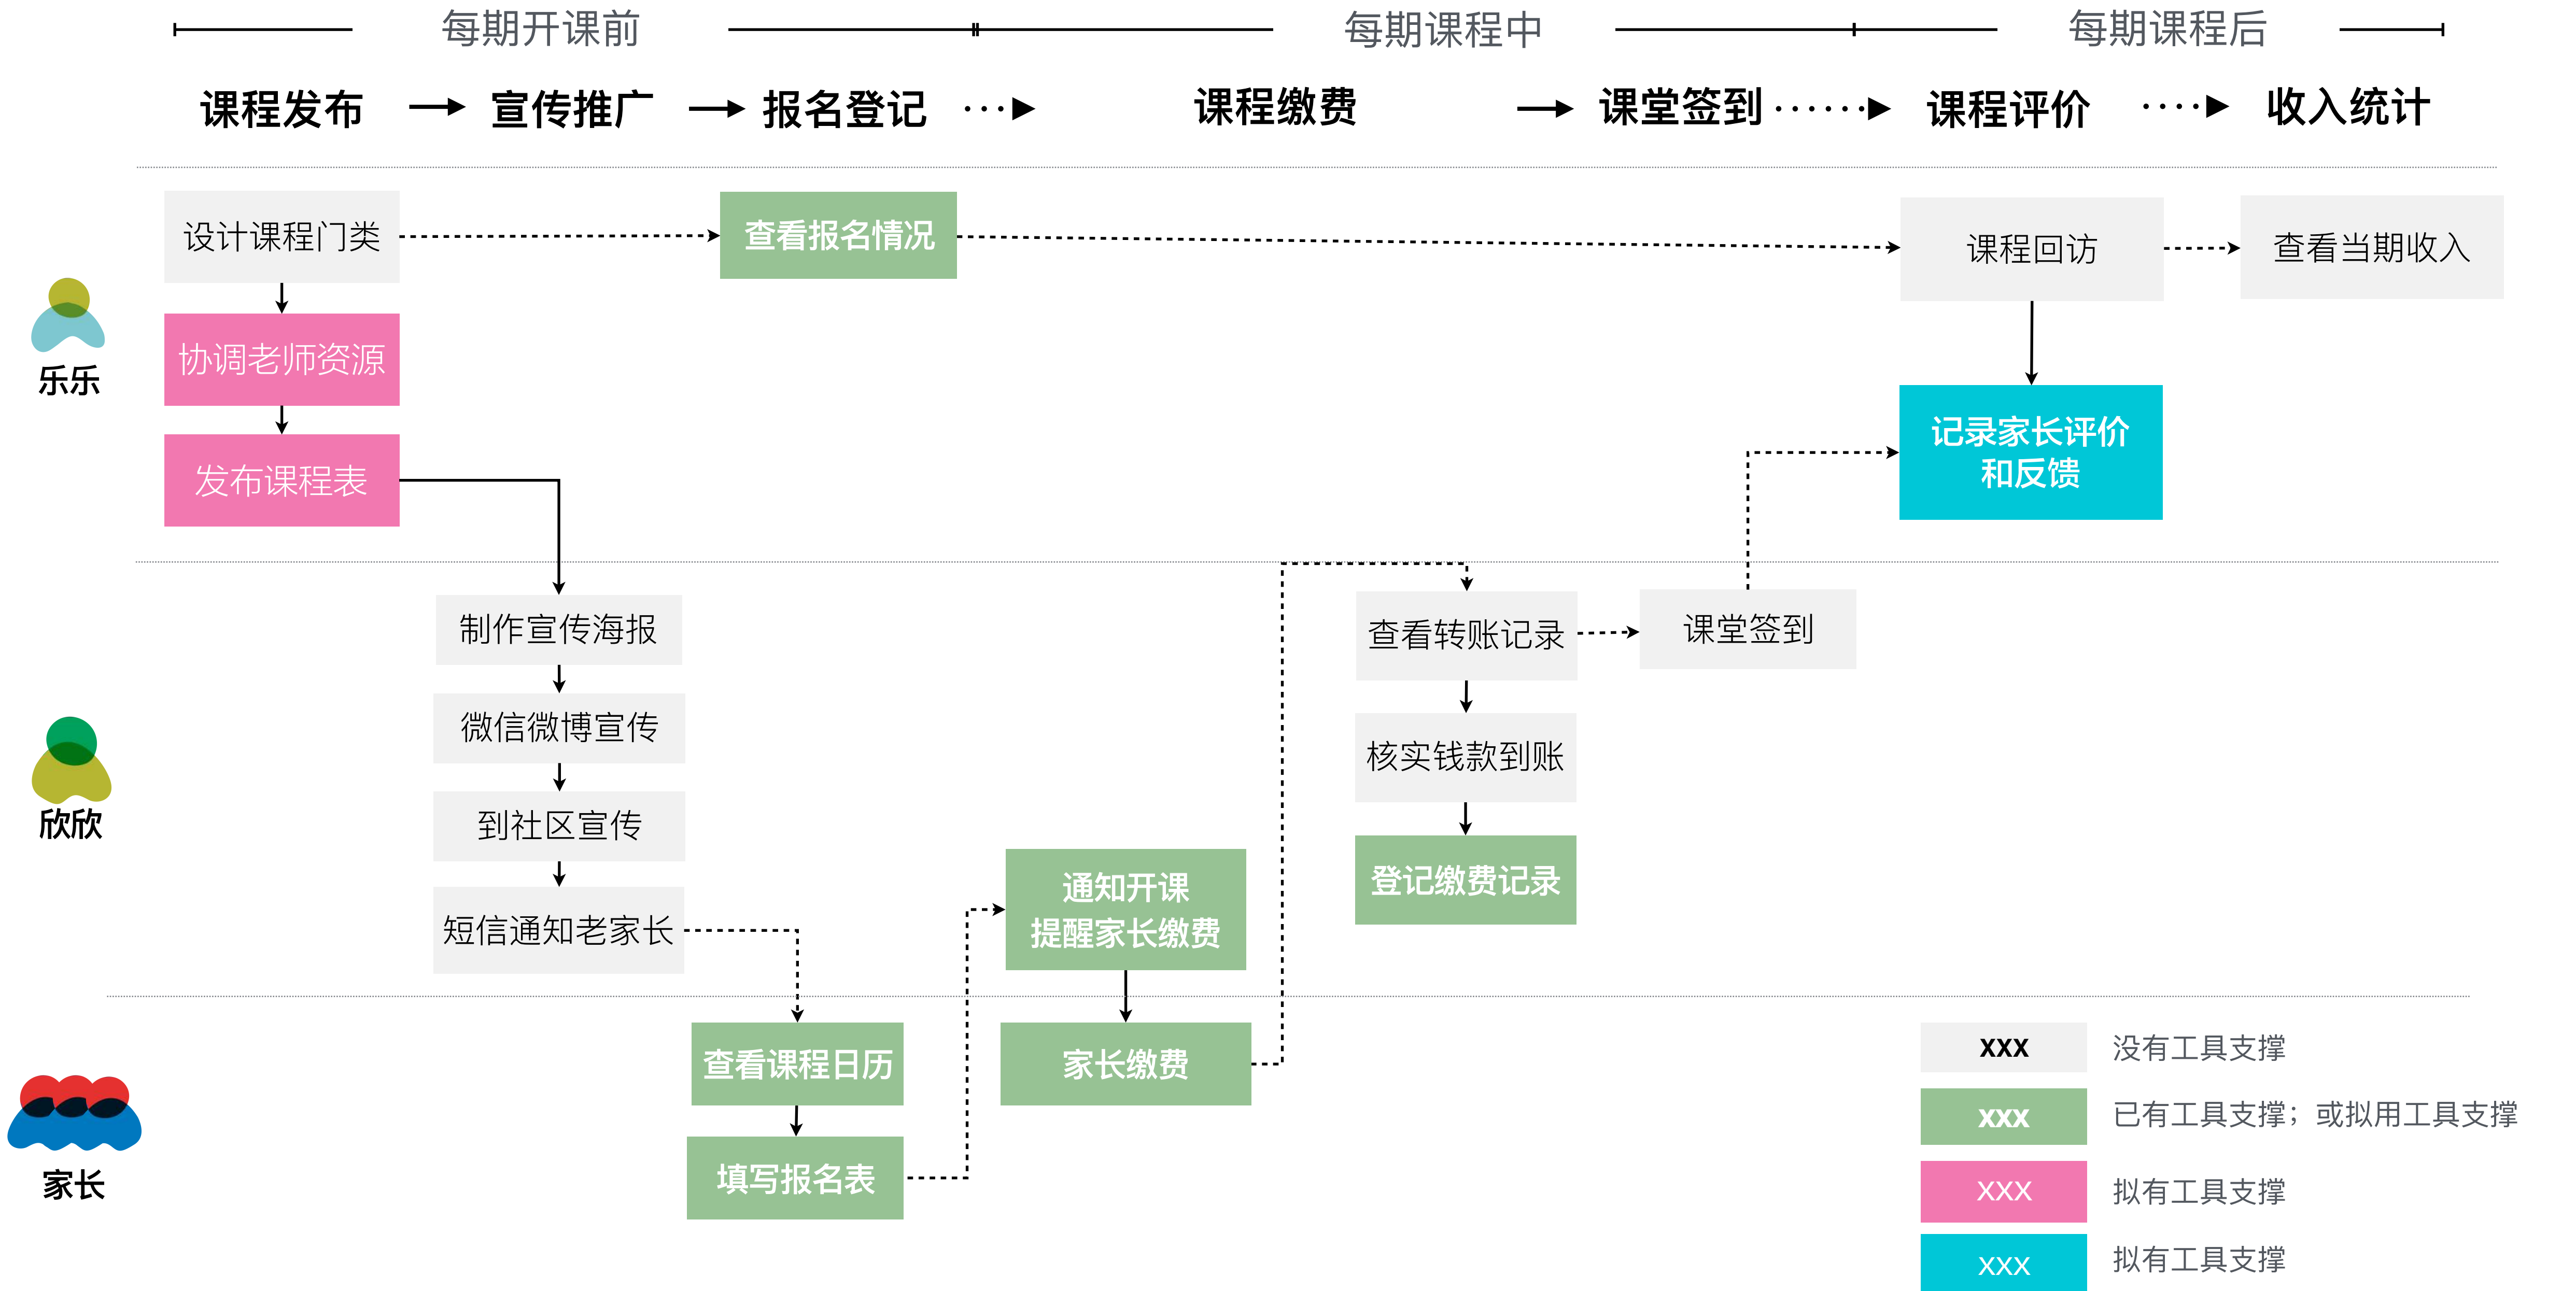 每期开课前
每期课程中
每期课程后
课程发布
宣传推广
报名登记
课程缴费
课堂签到
课程评价
收入统计
设计课程门类
查看报名情况
课程回访
查看当期收入
协调老师资源
乐乐
发布课程表
记录家长评价
和反馈
制作宣传海报
查看转账记录
课堂签到
微信微博宣传
核实钱款到账
欣欣
到社区宣传
登记缴费记录
短信通知老家长
通知开课
提醒家长缴费
查看课程日历
家长缴费
家长
填写报名表
xxx 没有工具支撑
xxx 已有工具支撑；或拟用工具支撑
xxx 拟有工具支撑
xxx 拟有工具支撑